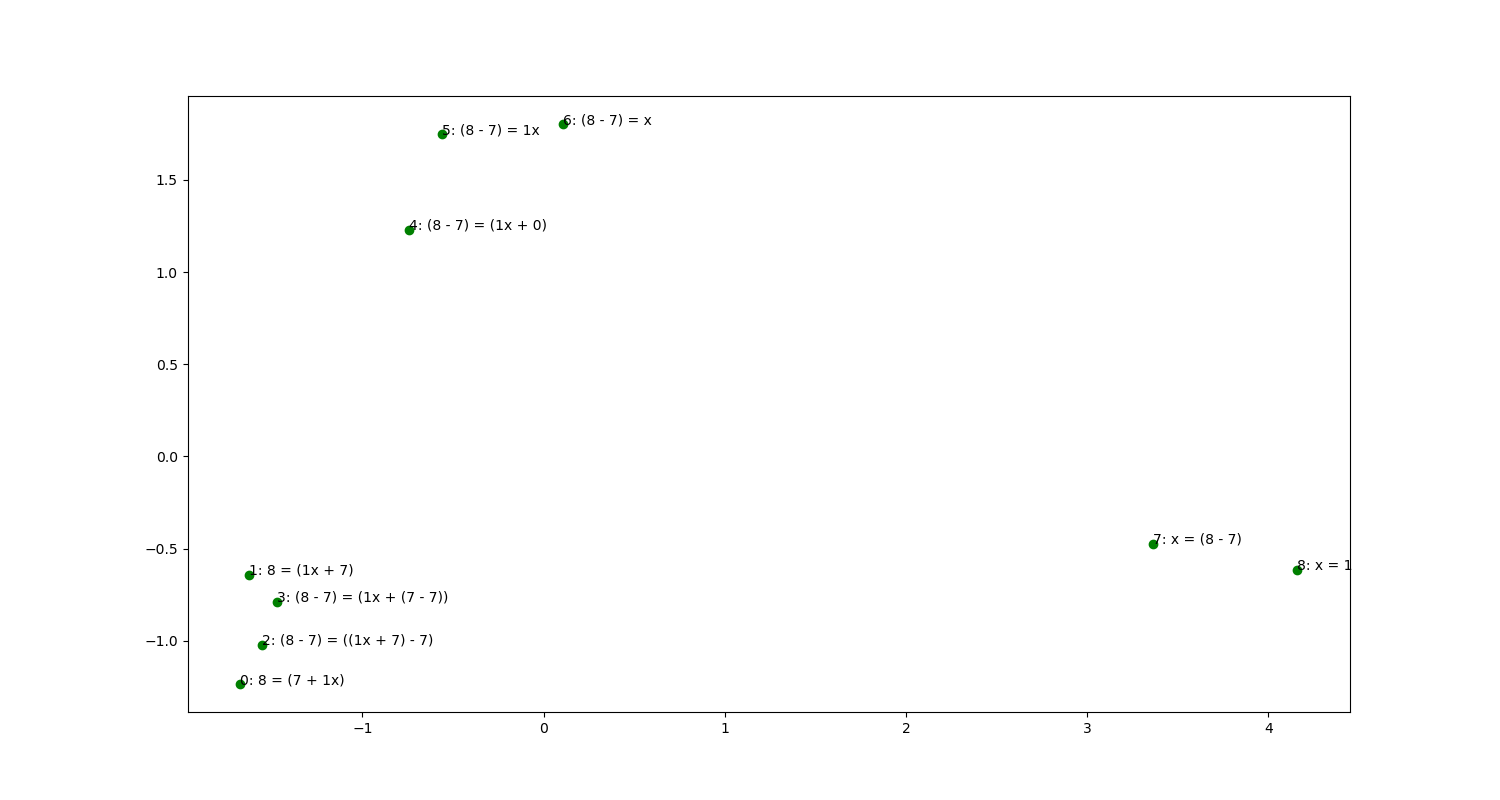 6: (8 - 7) = x
5: (8 - 7) = 1x
1.5
4: (8 - 7) = (1x + 0)
1.0
0.5
0.0
−0.5
7: x = (8 - 7)
8: x = 1
1: 8 = (1x + 7)
3: (8 - 7) = (1x + (7 - 7))
−1.0
2: (8 - 7) = ((1x + 7) - 7)
0: 8 = (7 + 1x)
−1 0 1 2 3 4